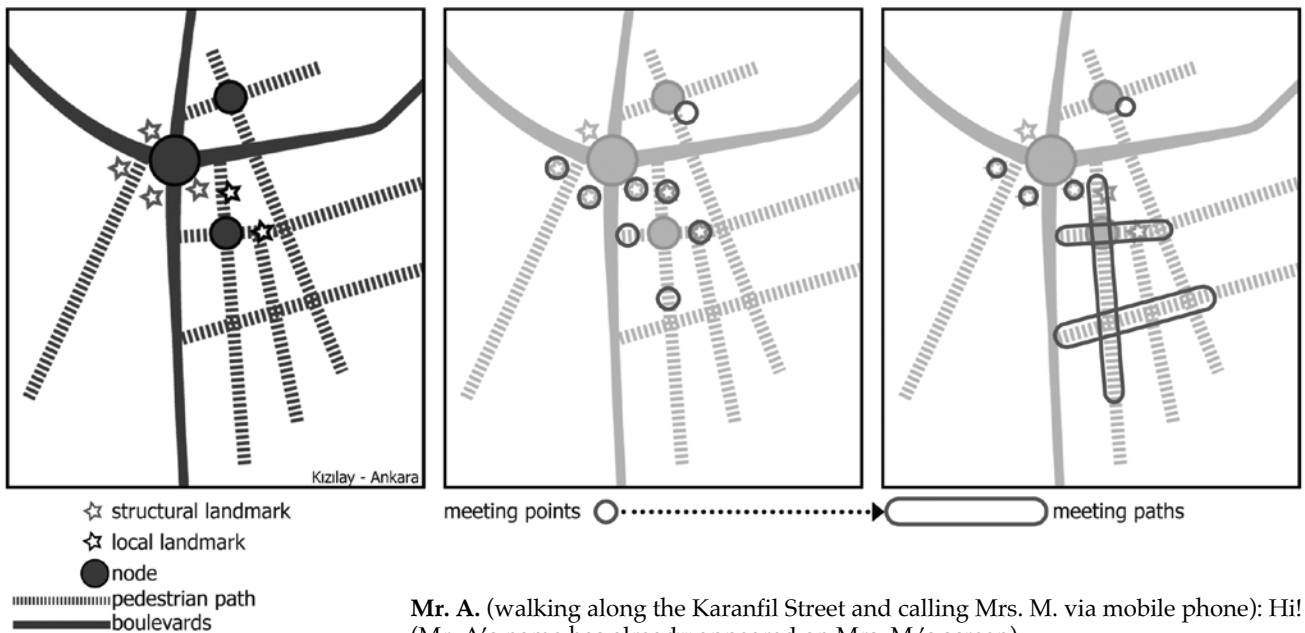 Kızılay - Ankara
structural landmark
local landmark
node
pedestrian path
boulevards
meeting points
meeting paths
Mr. A. (walking along the Karanfil Street and calling Mrs. M. via mobile phone): Hi!